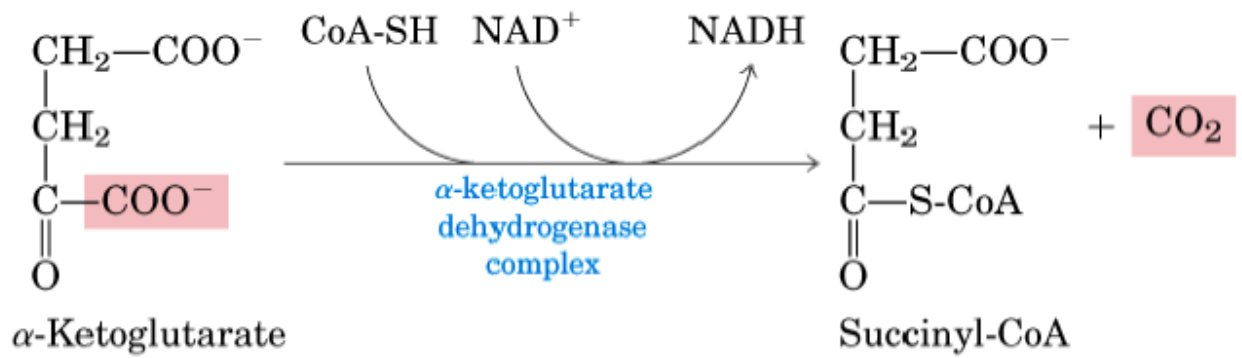 CH₂—COO⁻
CH₂
C—COO⁻
O
α-Ketoglutarate
CoA-SH NAD⁺ NADH
α-ketoglutarate
dehydrogenase
complex
CH₂—COO⁻
CH₂
C—S-CoA
O
Succinyl-CoA
+ CO₂